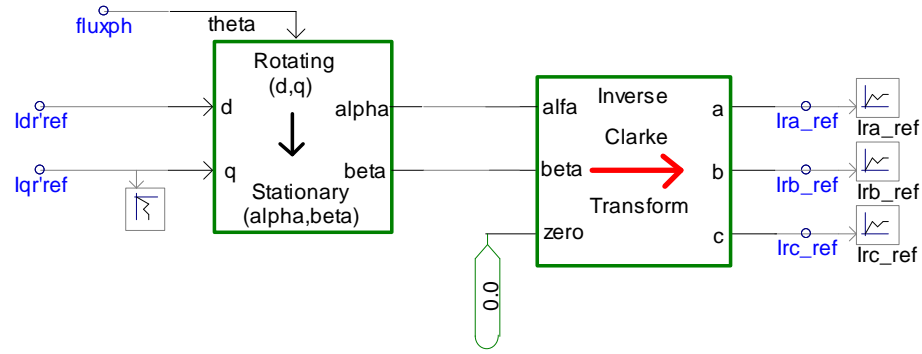 fluxph
theta
Rotating
(d,q)
Idr'ref
d
alpha
Iqr'ref
q
beta
Stationary
(alpha,beta)
alfa
Inverse
a
Ira_ref
Ira_ref
Clarke
beta
b
Irb_ref
Irb_ref
Transform
zero
c
Irc_ref
Irc_ref
0.0